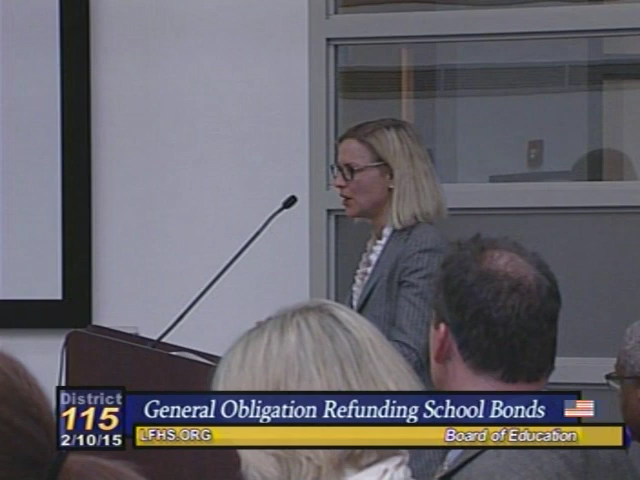 District
115
2/10/15
General Obligation Refunding School Bonds
LFHS.ORG
Board of Education